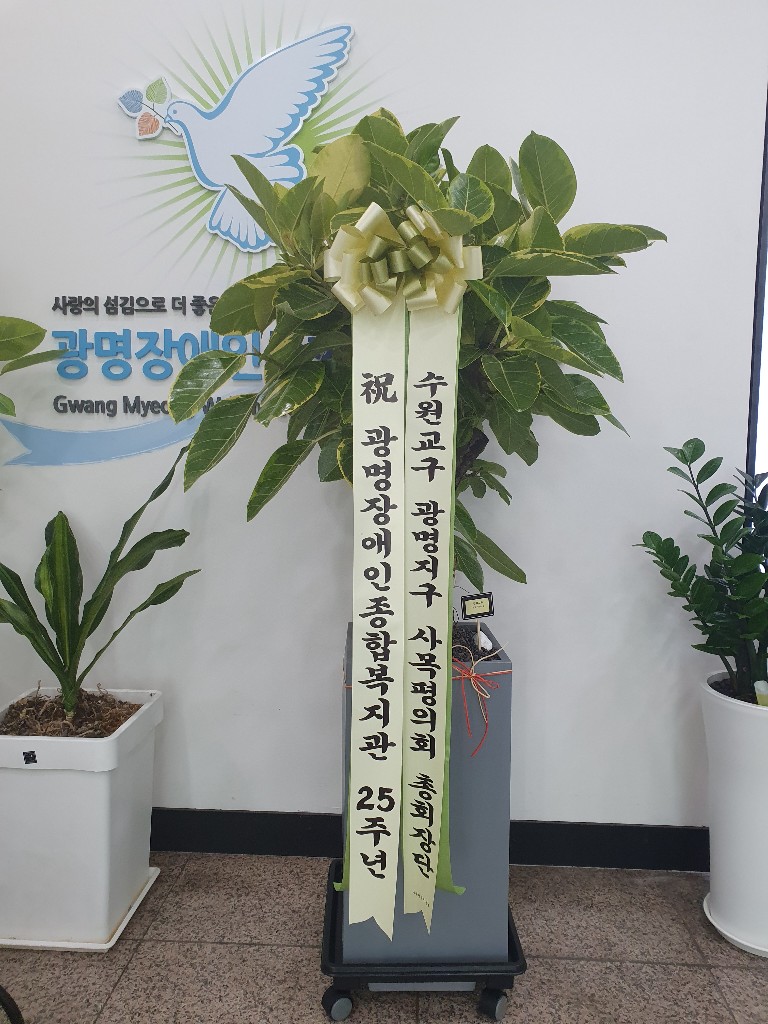 사랑의 섬김으로 더 좋은
광명장애인
Gwang Myeong W
祝 광명장애인종합복지관 25주년
수원교구 광명지구 사목평의회 총회장단